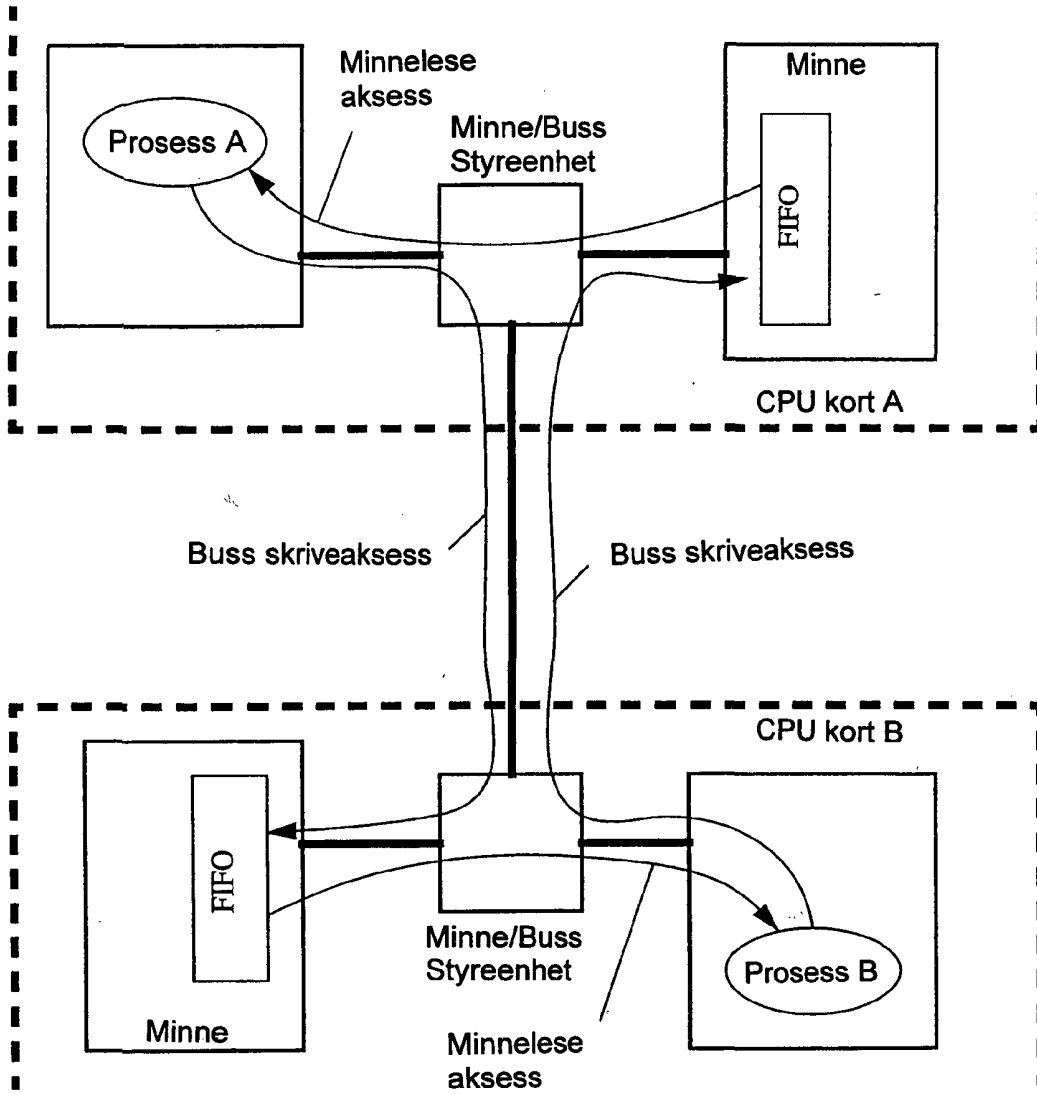 Minnelese
aksess
Minne
Prosess A
Minne/Buss
Styreenhet
FIFO
CPU kort A
Buss skriveaksess
Buss skriveaksess
CPU kort B
FIFO
Minne/Buss
Styreenhet
Prosess B
Minne
Minnelese
aksess